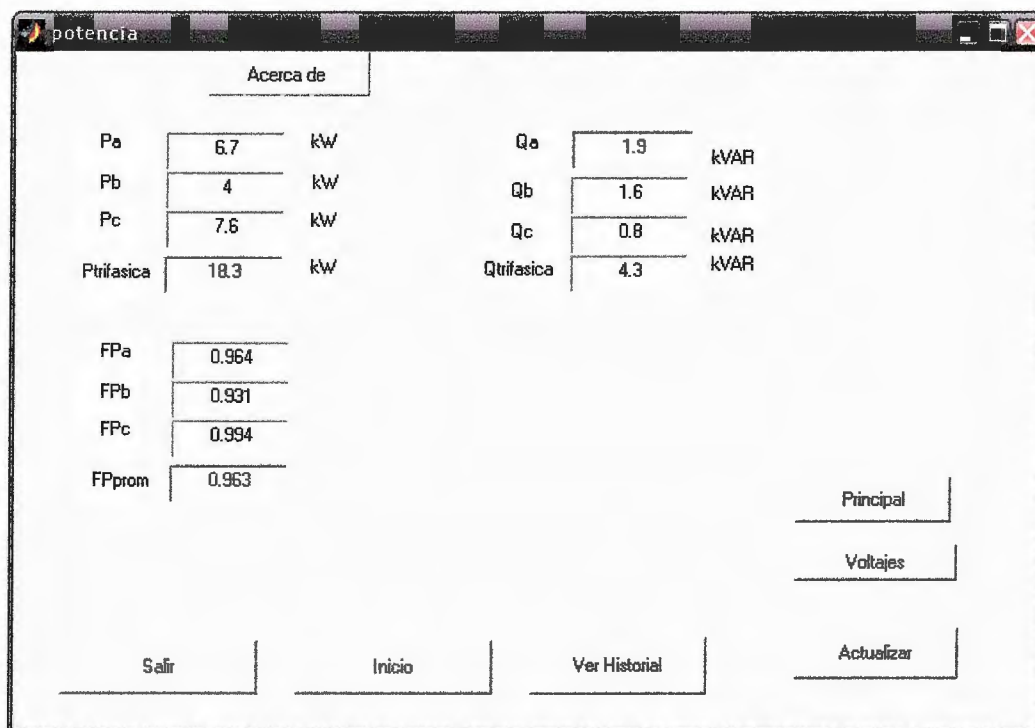 potencia
Acerca de
Pa 6.7 kW Qa 1.9 kVAR
Pb 4 kW Qb 1.6 kVAR
Pc 7.6 kW Qc 0.8 kVAR
Ptrifasica 18.3 kW Qtrifasica 4.3 kVAR
FPa 0.964
FPb 0.931
FPc 0.994
FPprom 0.963
Principal
Voltajes
Salir Inicio Ver Historial Actualizar